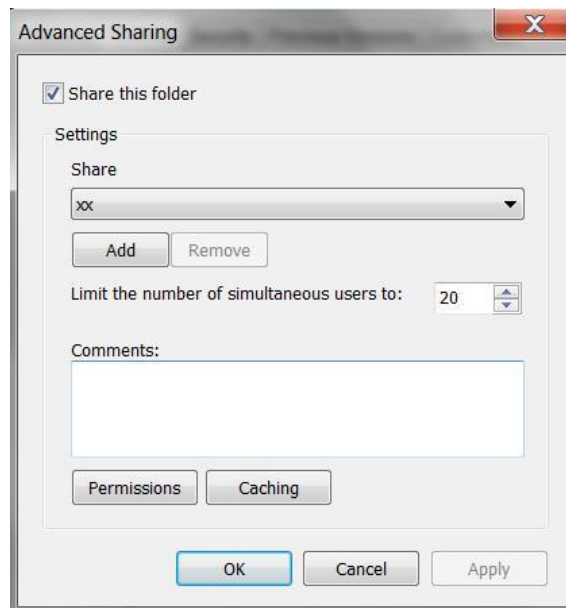 Advanced Sharing
Share this folder
Settings
Share
xx
Add Remove
Limit the number of simultaneous users to: 20
Comments:
Permissions Caching
OK Cancel Apply